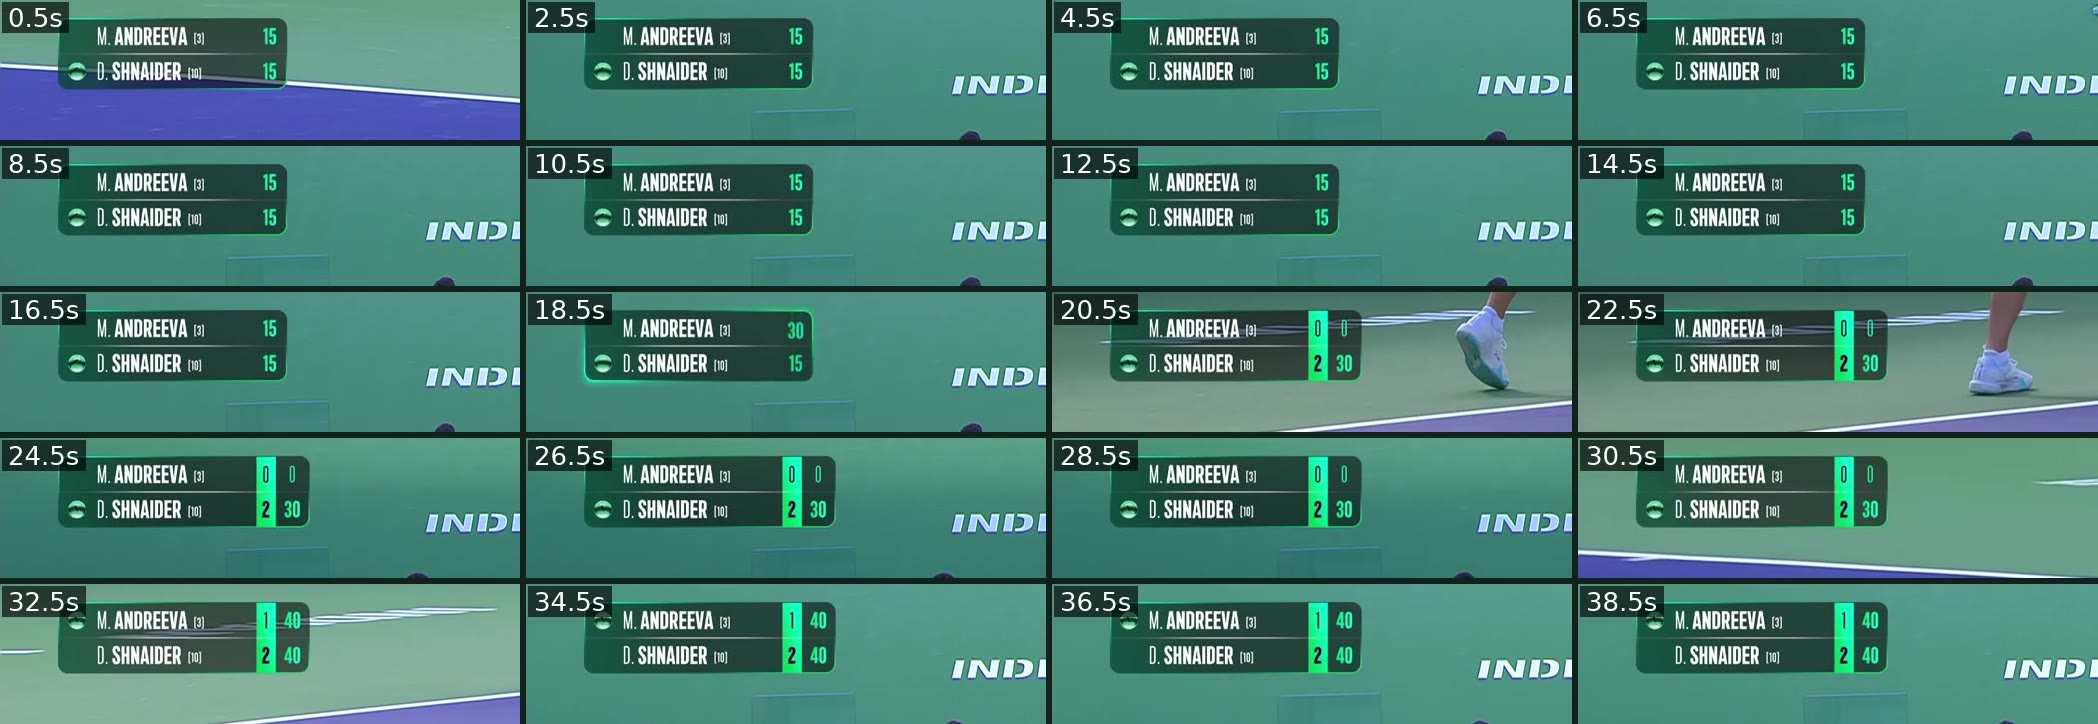 0.5s
M. ANDREEVA [3] 15
D. SHNAIDER [10] 15
2.5s
M. ANDREEVA [3] 15
D. SHNAIDER [10] 15
INDI
4.5s
M. ANDREEVA [3] 15
D. SHNAIDER [10] 15
INDI
6.5s
M. ANDREEVA [3] 15
D. SHNAIDER [10] 15
INDI
8.5s
M. ANDREEVA [3] 15
D. SHNAIDER [10] 15
INDI
10.5s
M. ANDREEVA [3] 15
D. SHNAIDER [10] 15
INDI
12.5s
M. ANDREEVA [3] 15
D. SHNAIDER [10] 15
INDI
14.5s
M. ANDREEVA [3] 15
D. SHNAIDER [10] 15
INDI
16.5s
M. ANDREEVA [3] 15
D. SHNAIDER [10] 15
INDI
18.5s
M. ANDREEVA [3] 30
D. SHNAIDER [10] 15
INDI
20.5s
M. ANDREEVA [3] 0 0
D. SHNAIDER [10] 2 30
22.5s
M. ANDREEVA [3] 0 0
D. SHNAIDER [10] 2 30
24.5s
M. ANDREEVA [3] 0 0
D. SHNAIDER [10] 2 30
INDI
26.5s
M. ANDREEVA [3] 0 0
D. SHNAIDER [10] 2 30
INDI
28.5s
M. ANDREEVA [3] 0 0
D. SHNAIDER [10] 2 30
INDI
30.5s
M. ANDREEVA [3] 0 0
D. SHNAIDER [10] 2 30
32.5s
M. ANDREEVA [3] 1 40
D. SHNAIDER [10] 2 40
34.5s
M. ANDREEVA [3] 1 40
D. SHNAIDER [10] 2 40
INDI
36.5s
M. ANDREEVA [3] 1 40
D. SHNAIDER [10] 2 40
INDI
38.5s
M. ANDREEVA [3] 1 40
D. SHNAIDER [10] 2 40
INDI